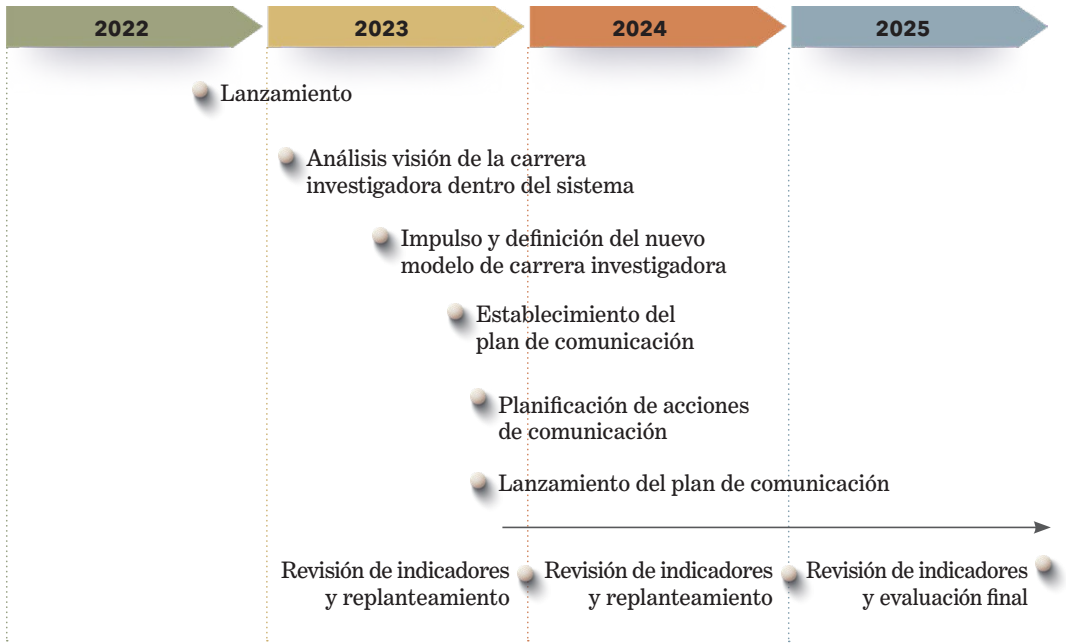 2022
2023
2024
2025
Lanzamiento
Análisis visión de la carrera
investigadora dentro del sistema
Impulso y definición del nuevo
modelo de carrera investigadora
Establecimiento del
plan de comunicación
Planificación de acciones
de comunicación
Lanzamiento del plan de comunicación
Revisión de indicadores
y replanteamiento
Revisión de indicadores
y replanteamiento
Revisión de indicadores
y evaluación final